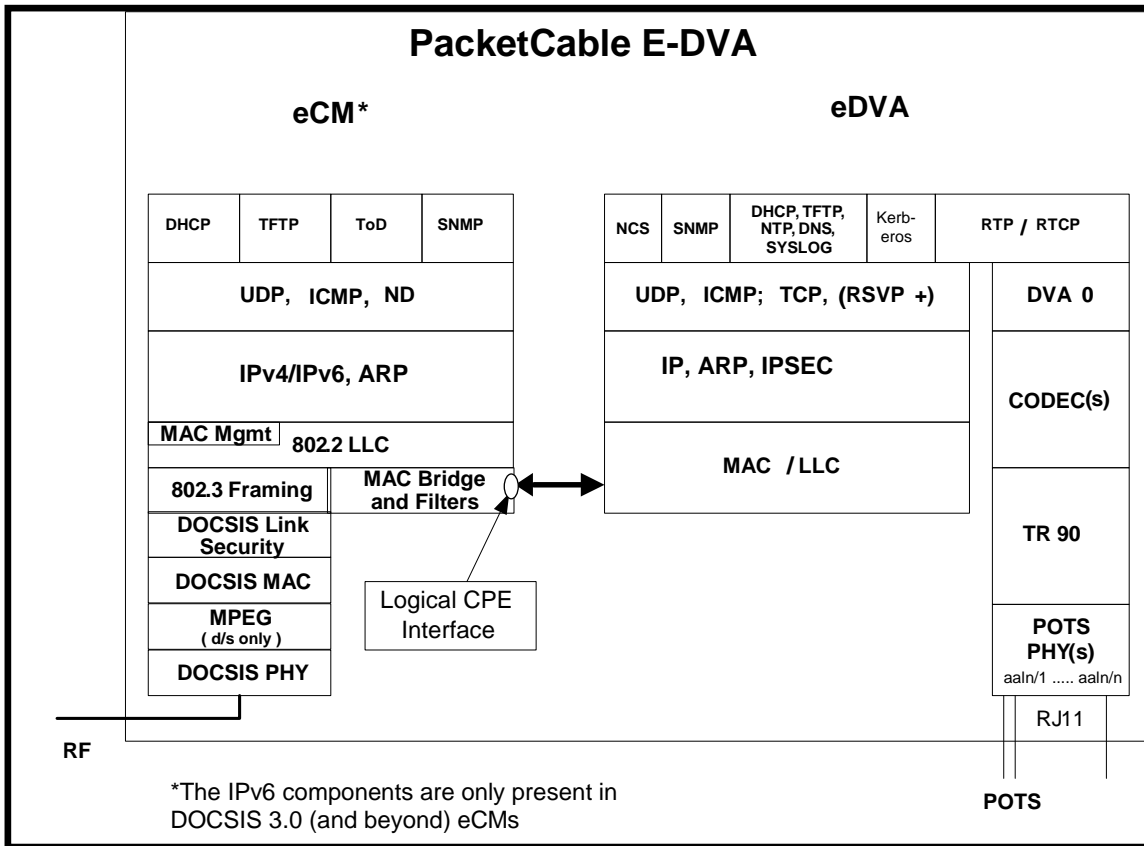 PacketCable E-DVA
eCM*
eDVA
DHCP
TFTP
ToD
SNMP
UDP, ICMP, ND
IPv4/IPv6, ARP
MAC Mgmt
802.2 LLC
802.3 Framing
MAC Bridge
and Filters
DOCSIS Link
Security
DOCSIS MAC
MPEG
( d/s only )
DOCSIS PHY
RF
Logical CPE
Interface
NCS
SNMP
DHCP, TFTP,
NTP, DNS,
SYSLOG
Kerb-
eros
RTP / RTCP
UDP, ICMP; TCP, (RSVP +)
IP, ARP, IPSEC
MAC / LLC
DVA 0
CODEC(s)
TR 90
POTS
PHY(s)
aaln/1 ..... aaln/n
RJ11
POTS
*The IPv6 components are only present in
DOCSIS 3.0 (and beyond) eCMs